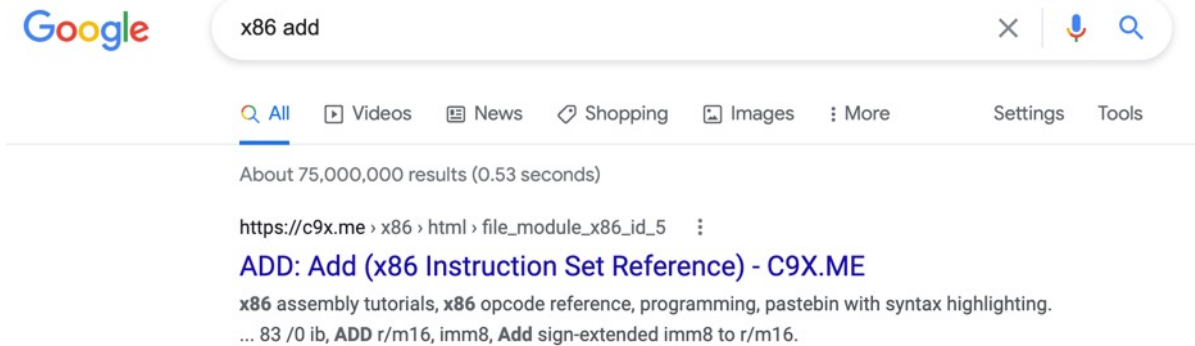 Google
x86 add
All Videos News Shopping Images More Settings Tools
About 75,000,000 results (0.53 seconds)
https://c9x.me › x86 › html › file_module_x86_id_5
ADD: Add (x86 Instruction Set Reference) - C9X.ME
x86 assembly tutorials, x86 opcode reference, programming, pastebin with syntax highlighting.
... 83 /0 ib, ADD r/m16, imm8, Add sign-extended imm8 to r/m16.